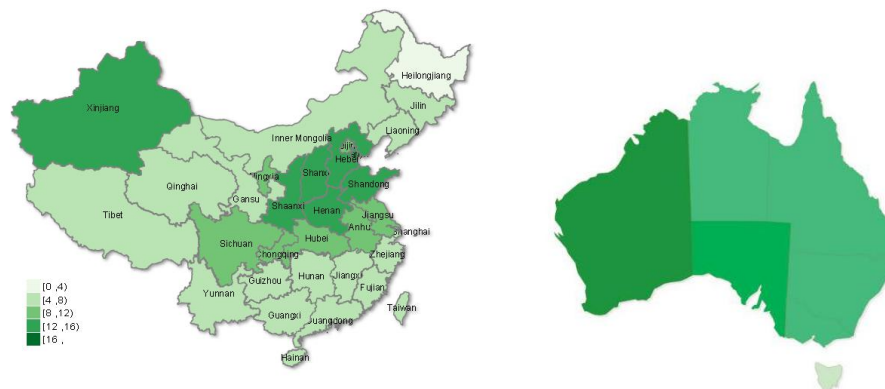 Heilongjiang
Jilin
Liaoning
Inner Mongolia
Xinjiang
Hebei
Shanxi
Shandong
Qinghai
Gansu
Shaanxi
Henan
Jiangsu
Tibet
Anhui
Shanghai
Sichuan
Hubei
Chongqing
Zhejiang
Hunan
Jiangxi
Guizhou
Fujian
Yunnan
Taiwan
Guangxi
Guangdong
Hainan
[0 ,4)
[4 ,8)
[8 ,12)
[12 ,16)
[16 ,